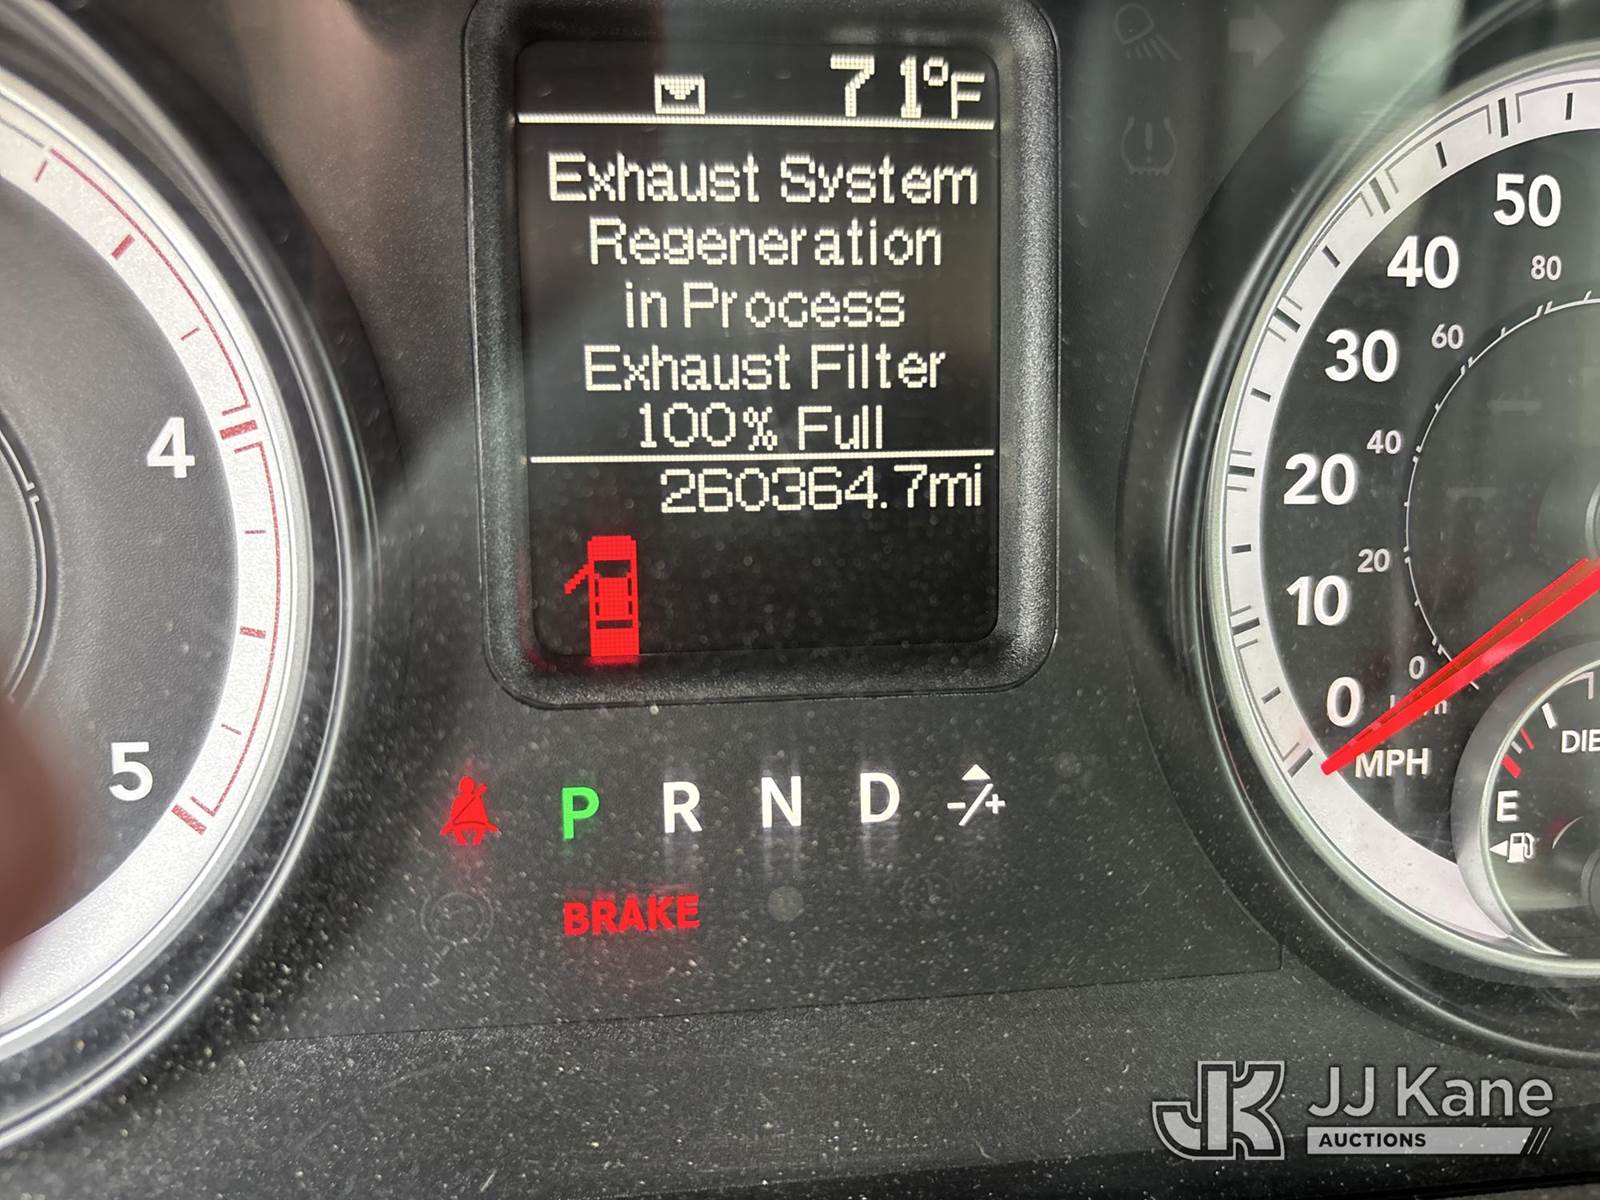 71°F
Exhaust System
Regeneration
in Process
Exhaust Filter
100% Full
260364.7mi
4
5
50
40
30
20
10
0
MPH
80
60
40
20
0
E
P R N D -/+
BRAKE
JK JJ Kane
AUCTIONS